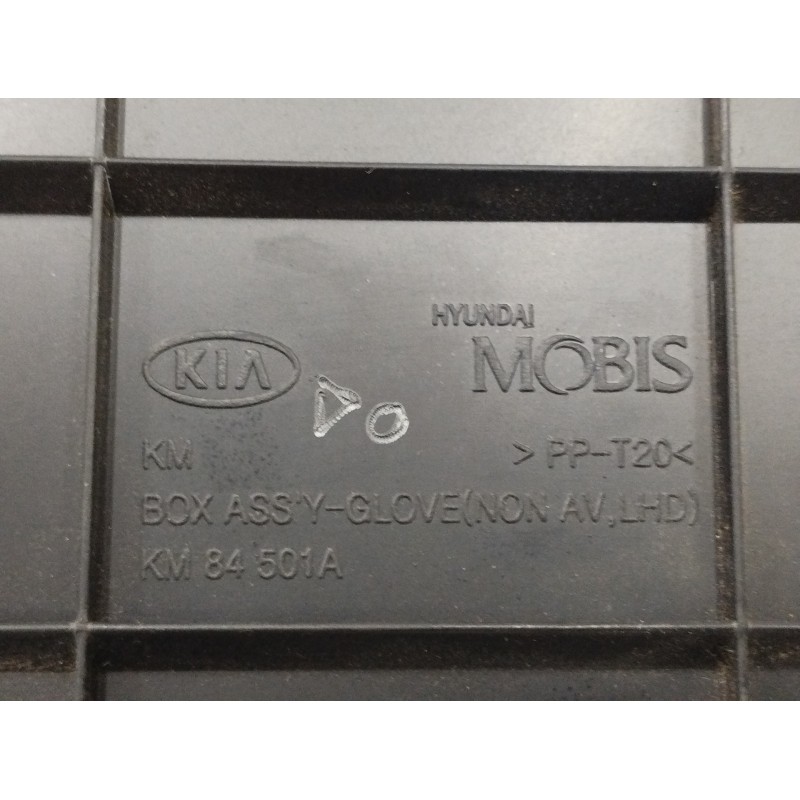 HYUNDAI
KIA MOBIS
KM >PP-T20<
BOX ASS'Y-GLOVE(NON AV,LHD)
KM 84 501A